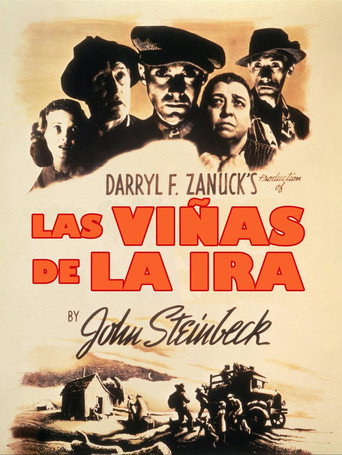 DARRYL F. ZANUCK'S Production of
LAS VIÑAS
DE LA IRA
BY John Steinbeck